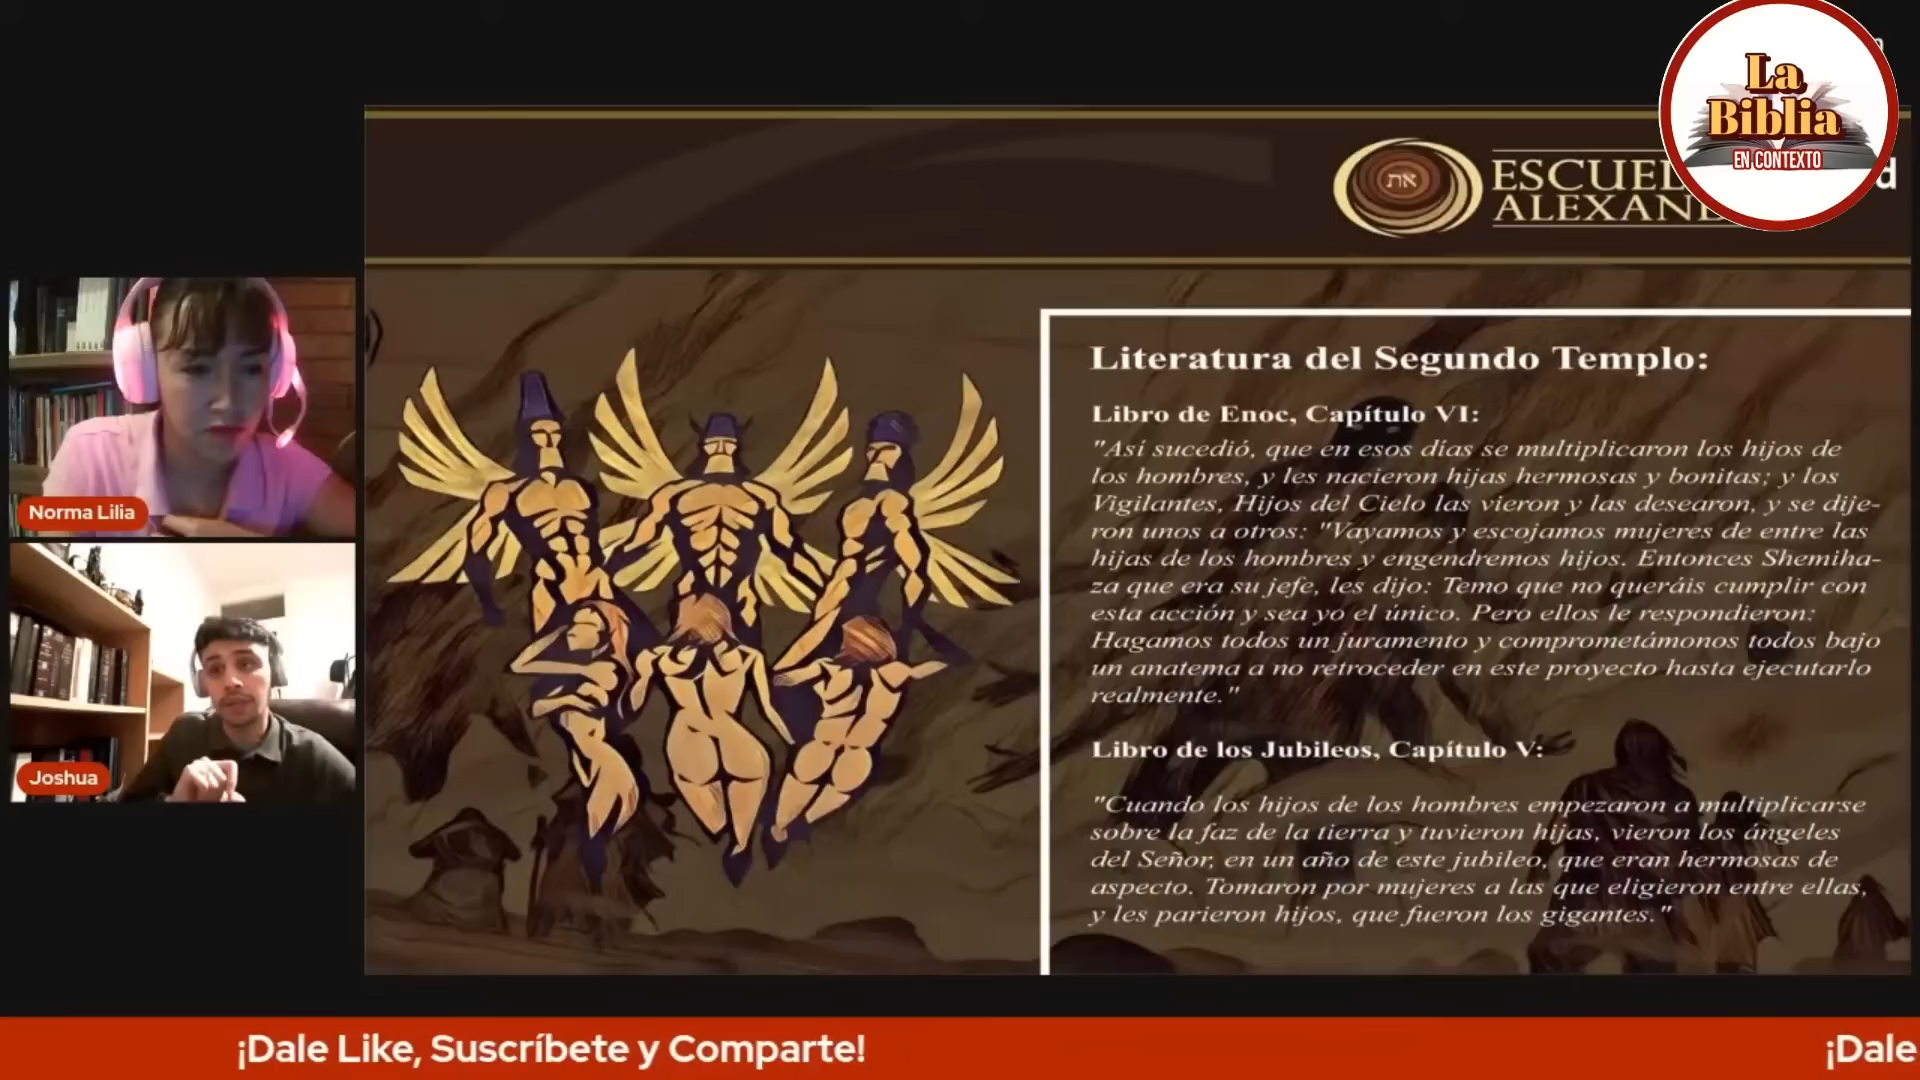 La
Biblia
EN CONTEXTO
את
ESCUEL
ALEXAN
d
Norma Lilia
Joshua
Literatura del Segundo Templo:
Libro de Enoc, Capítulo VI:
"Así sucedió, que en esos días se multiplicaron los hijos de
los hombres, y les nacieron hijas hermosas y bonitas; y los
Vigilantes, Hijos del Cielo las vieron y las desearon, y se dije-
ron unos a otros: "Vayamos y escojamos mujeres de entre las
hijas de los hombres y engendremos hijos. Entonces Shemiha-
za que era su jefe, les dijo: Temo que no queráis cumplir con
esta acción y sea yo el único. Pero ellos le respondieron:
Hagamos todos un juramento y comprometámonos todos bajo
un anatema a no retroceder en este proyecto hasta ejecutarlo
realmente."
Libro de los Jubileos, Capítulo V:
"Cuando los hijos de los hombres empezaron a multiplicarse
sobre la faz de la tierra y tuvieron hijas, vieron los ángeles
del Señor, en un año de este jubileo, que eran hermosas de
aspecto. Tomaron por mujeres a las que eligieron entre ellas,
y les parieron hijos, que fueron los gigantes."
¡Dale Like, Suscríbete y Comparte!
¡Dale